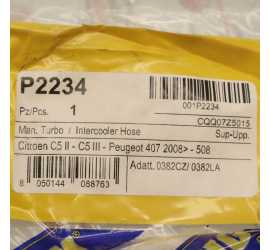 P2234
Pz/Pcs. 1
001P2234
CQQ07Z5015
Man. Turbo / Intercooler Hose
Sup-Upp.
Citroen C5 II - C5 III - Peugeot 407 2008> - 508
Adatt. 0382CZ/ 0382LA
8 050144 088763